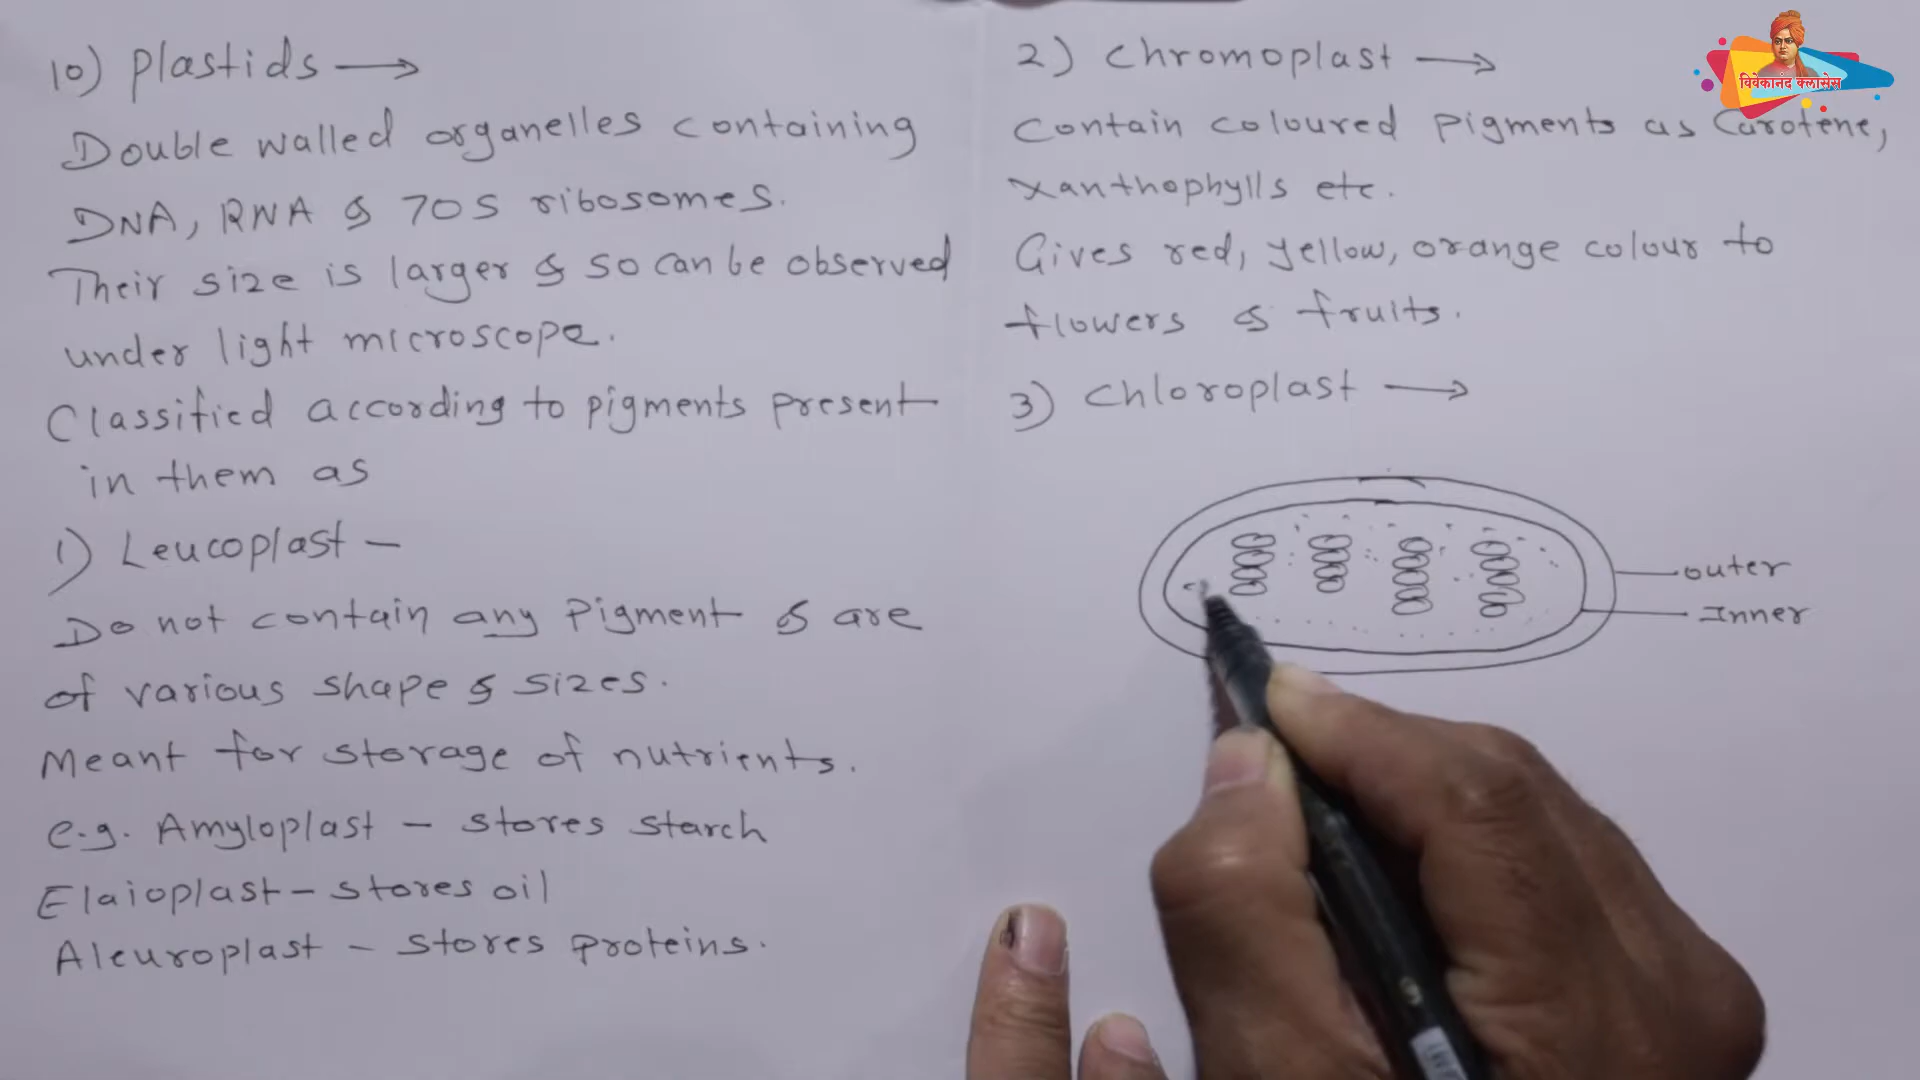 10) Plastids →
Double walled organelles containing
DNA, RNA & 70S ribosomes.
Their size is larger & so can be observed
under light microscope.
Classified according to pigments present
in them as
1) Leucoplast -
Do not contain any pigment & are
of various shape & sizes.
Meant for storage of nutrients.
e.g. Amyloplast - stores starch
Elaioplast - stores oil
Aleuroplast - stores proteins.
2) Chromoplast →
Contain coloured pigments as Carotene,
Xanthophylls etc.
Gives red, yellow, orange colour to
flowers & fruits.
3) Chloroplast →
outer
Inner
विवेकानंद क्लासेस